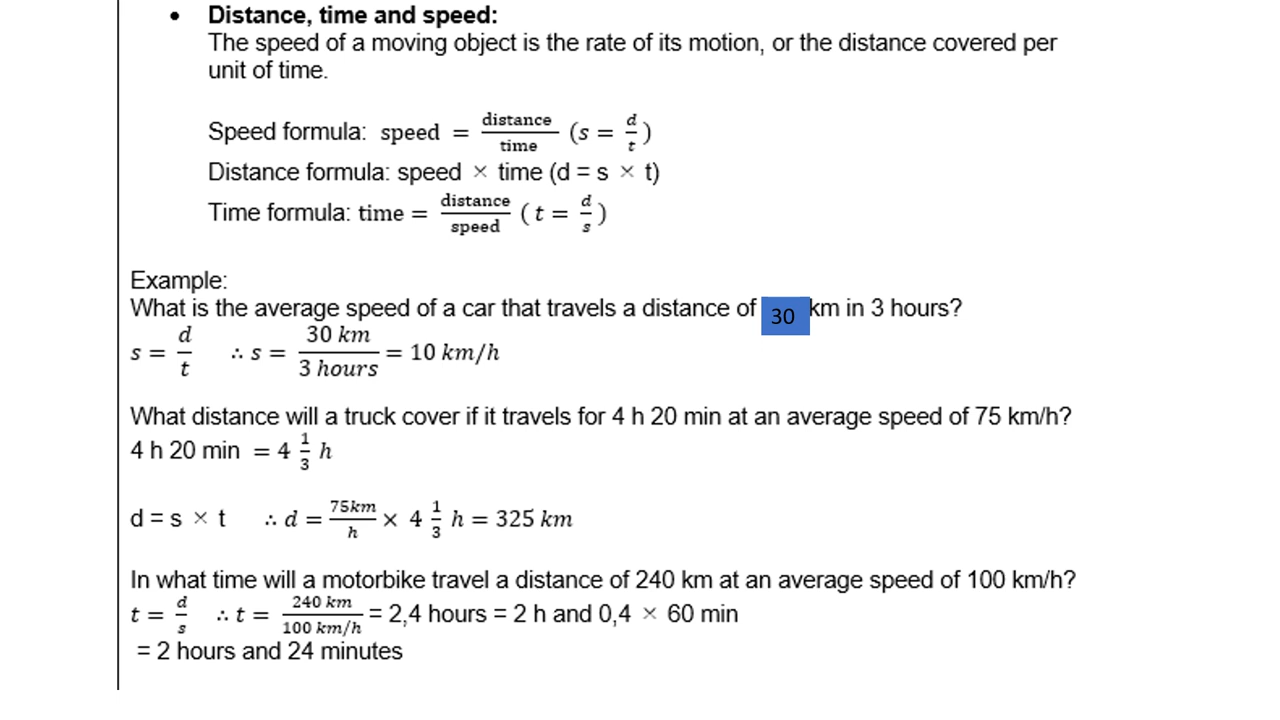 • Distance, time and speed:
The speed of a moving object is the rate of its motion, or the distance covered per
unit of time.
Speed formula: speed = distance/time (s = d/t)
Distance formula: speed × time (d = s × t)
Time formula: time = distance/speed (t = d/s)
Example:
What is the average speed of a car that travels a distance of 30 km in 3 hours?
s = d/t ∴ s = 30 km/3 hours = 10 km/h
What distance will a truck cover if it travels for 4 h 20 min at an average speed of 75 km/h?
4 h 20 min = 4 1/3 h
d = s × t ∴ d = 75km/h × 4 1/3 h = 325 km
In what time will a motorbike travel a distance of 240 km at an average speed of 100 km/h?
t = d/s ∴ t = 240 km/100 km/h = 2,4 hours = 2 h and 0,4 × 60 min
= 2 hours and 24 minutes